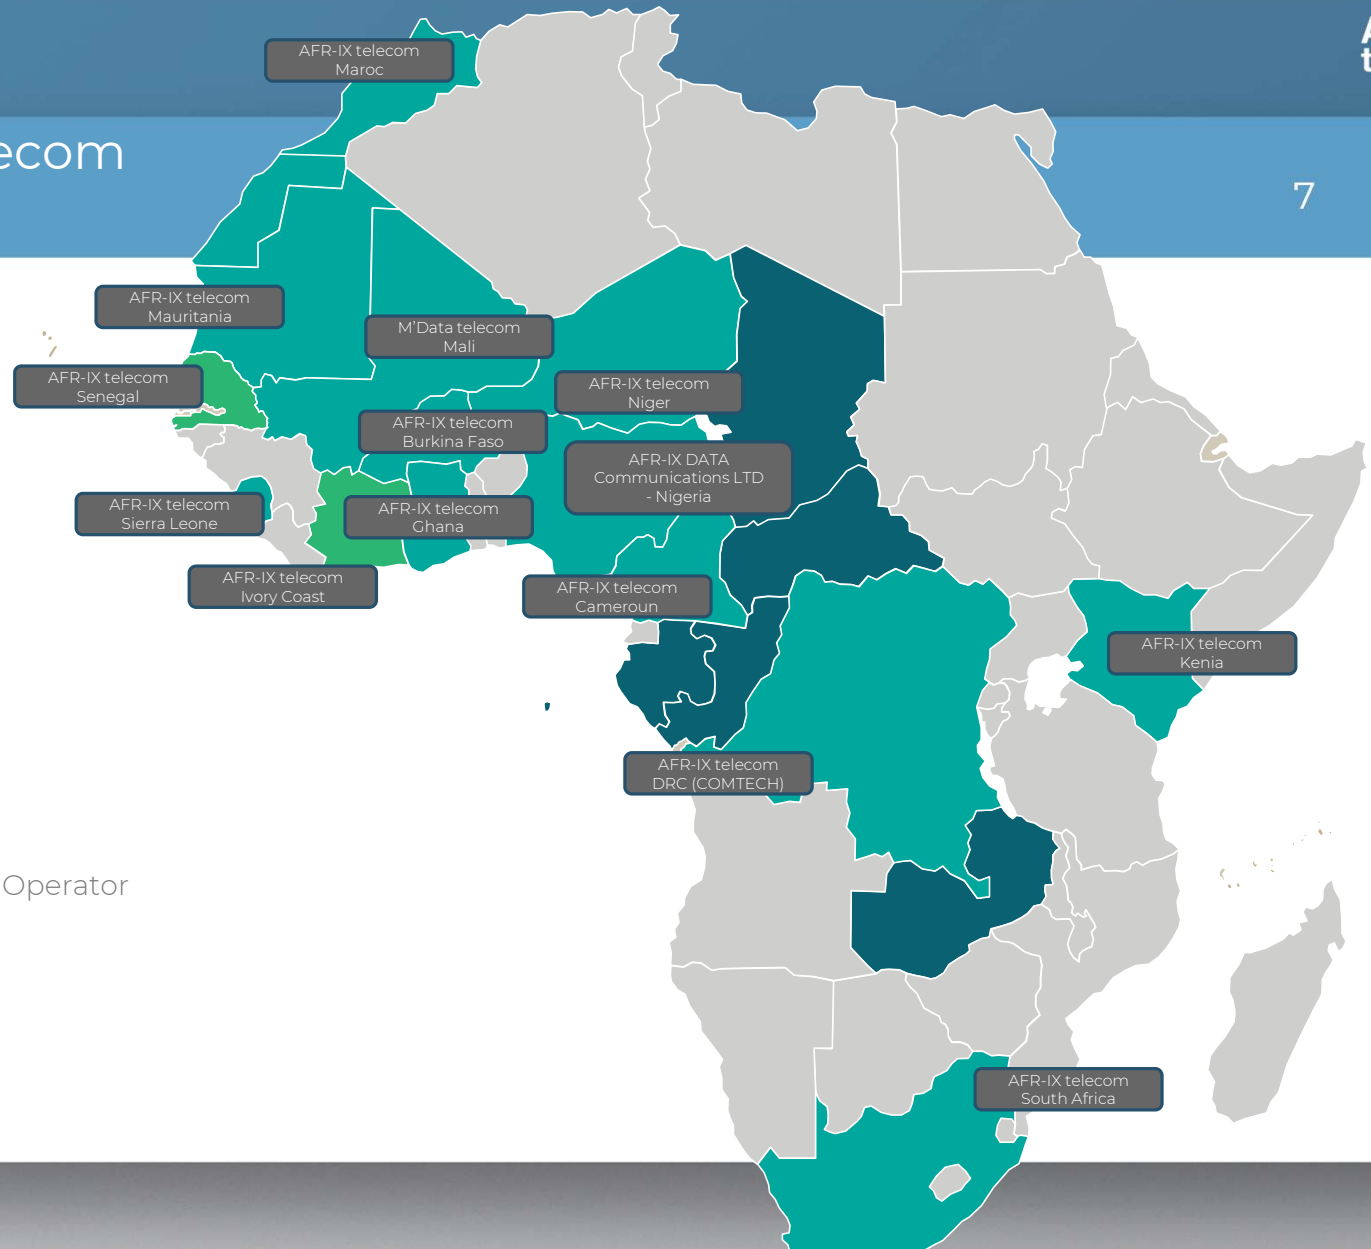 ecom
7
AFR-IX telecom
Maroc
AFR-IX telecom
Mauritania
M'Data telecom
Mali
AFR-IX telecom
Senegal
AFR-IX telecom
Niger
AFR-IX telecom
Burkina Faso
AFR-IX DATA
Communications LTD
- Nigeria
AFR-IX telecom
Sierra Leone
AFR-IX telecom
Ghana
AFR-IX telecom
Ivory Coast
AFR-IX telecom
Cameroun
AFR-IX telecom
Kenia
AFR-IX telecom
DRC (COMTECH)
Operator
AFR-IX telecom
South Africa